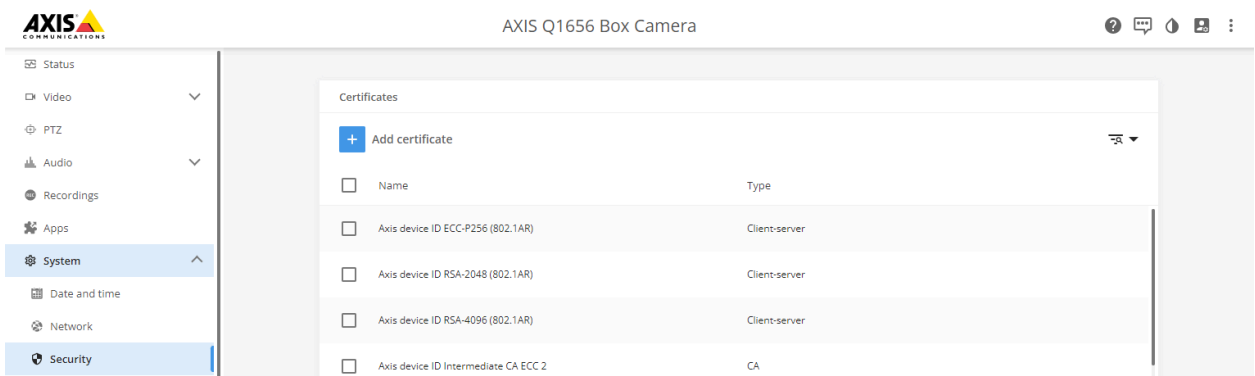 AXIS
COMMUNICATIONS
AXIS Q1656 Box Camera
Status
Video
PTZ
Audio
Recordings
Apps
System
Date and time
Network
Security
Certificates
Add certificate
Name Type
Axis device ID ECC-P256 (802.1AR) Client-server
Axis device ID RSA-2048 (802.1AR) Client-server
Axis device ID RSA-4096 (802.1AR) Client-server
Axis device ID Intermediate CA ECC 2 CA